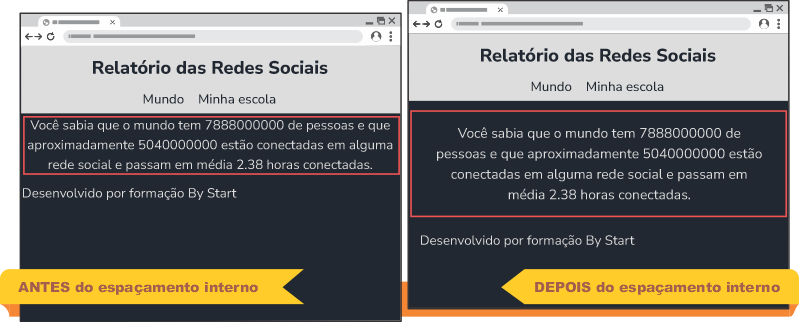 Relatório das Redes Sociais
Mundo Minha escola
Você sabia que o mundo tem 7888000000 de pessoas e que
aproximadamente 5040000000 estão conectadas em alguma
rede social e passam em média 2.38 horas conectadas.
Desenvolvido por formação By Start
ANTES do espaçamento interno
Relatório das Redes Sociais
Mundo Minha escola
Você sabia que o mundo tem 7888000000 de
pessoas e que aproximadamente 5040000000 estão
conectadas em alguma rede social e passam em
média 2.38 horas conectadas.
Desenvolvido por formação By Start
DEPOIS do espaçamento interno